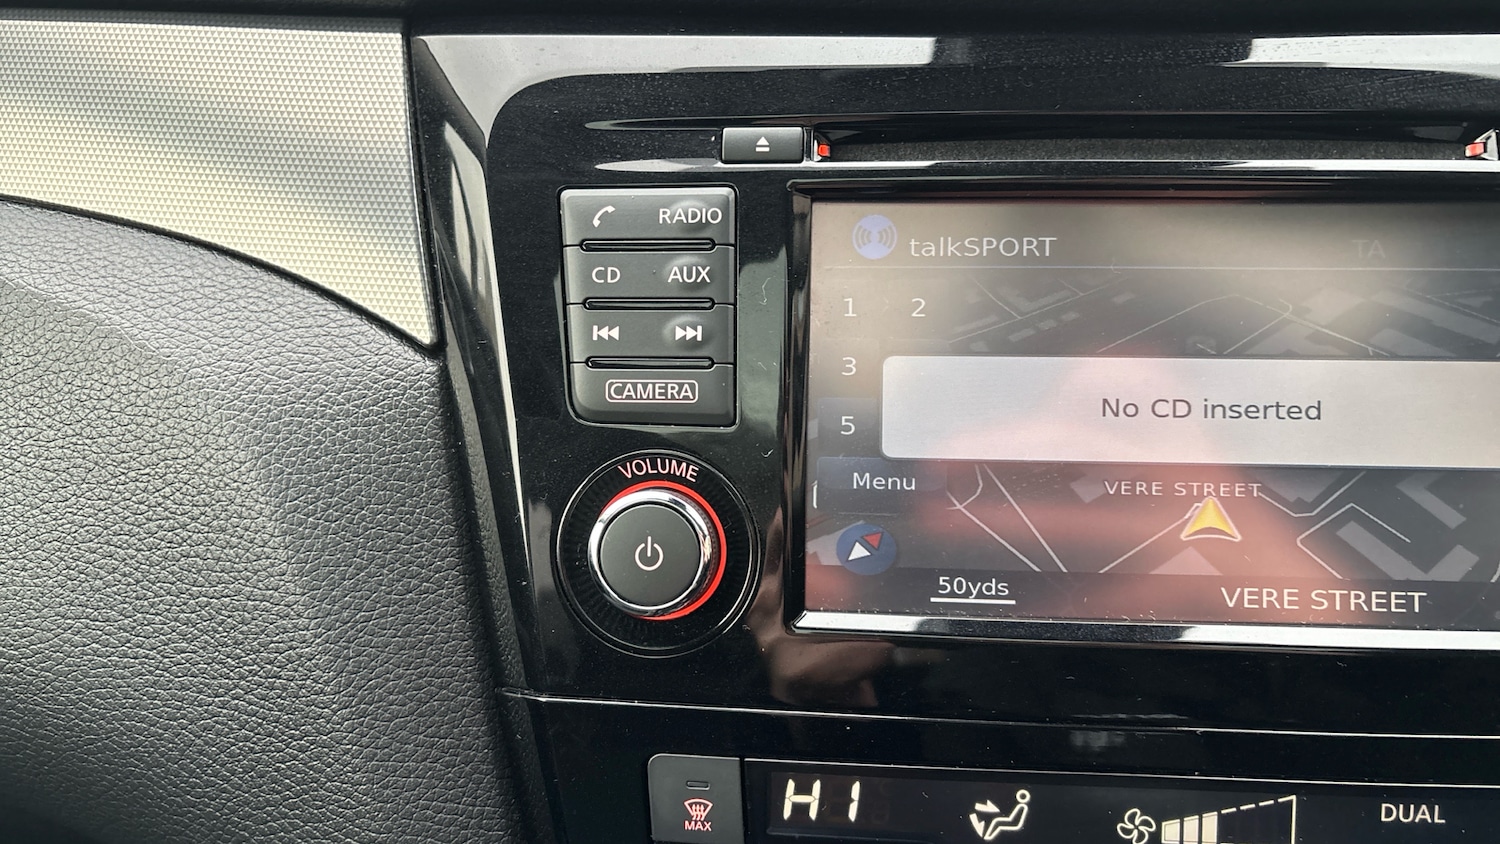 RADIO
CD AUX
CAMERA
VOLUME
talkSPORT TA
1 2
3
5
No CD inserted
Menu
VERE STREET
50yds
VERE STREET
MAX
HI
DUAL